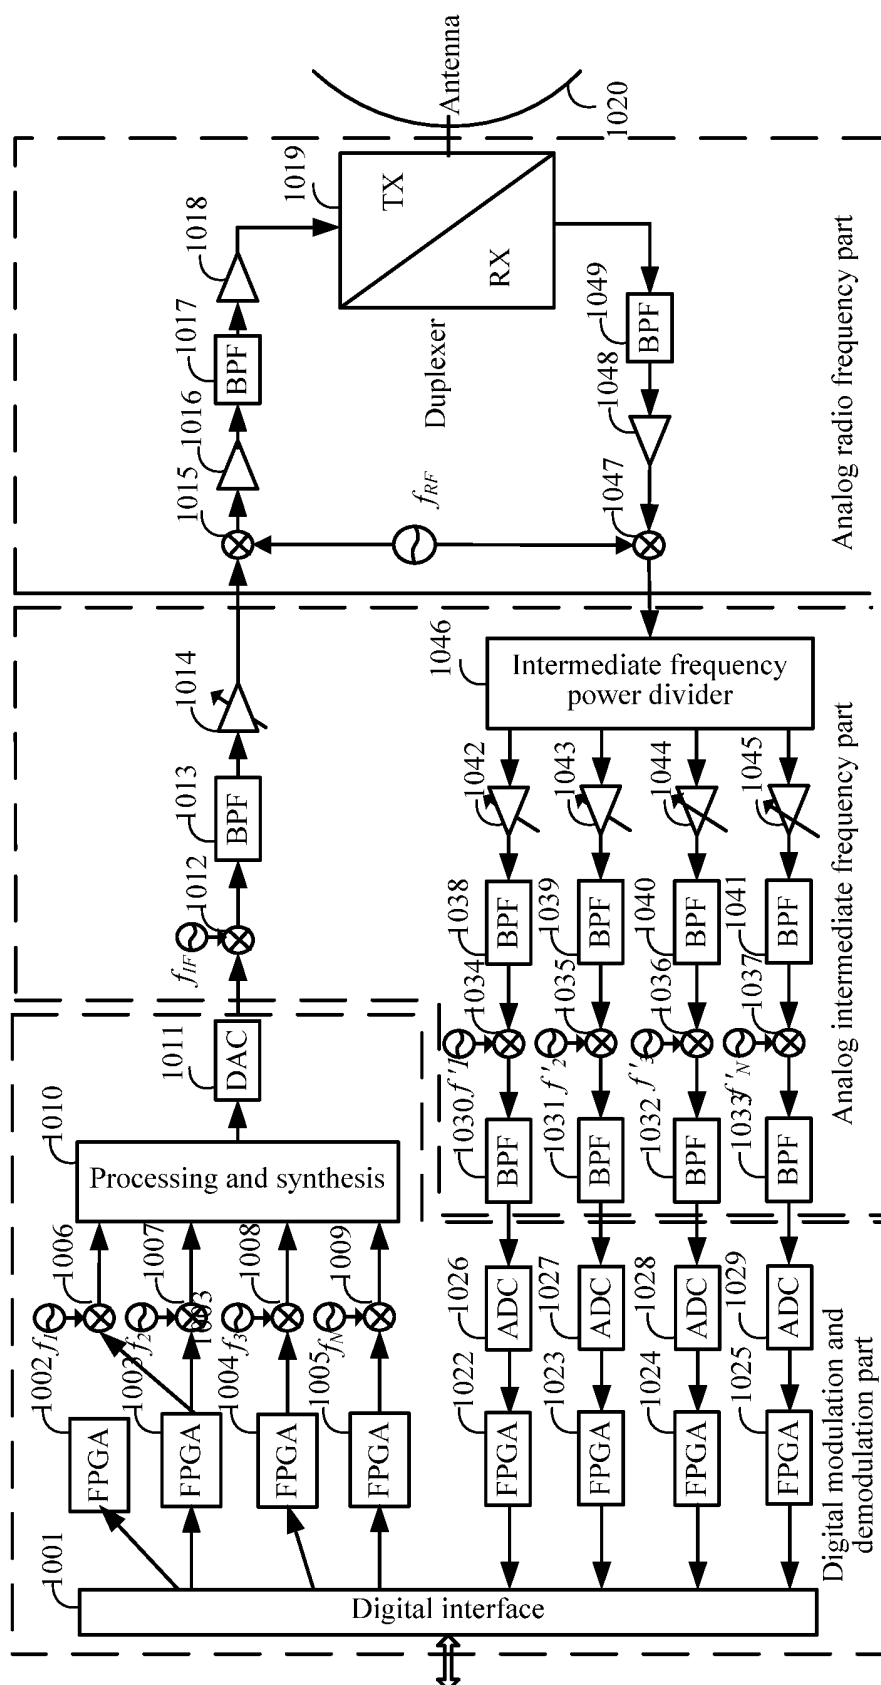 1001
Digital interface
1002
FPGA
1003
FPGA
1004
FPGA
1005
FPGA
f1
1006
f2
1007
1003
f3
1008
fN
1009
1010
Processing and synthesis
1011
DAC
fIF
1012
1013
BPF
1014
1015
1016
1017
BPF
1018
1019
TX
RX
Duplexer
Antenna
1020
fRF
1049
BPF
1048
1047
1046
Intermediate frequency
power divider
1042
1043
1044
1045
1038
BPF
1039
BPF
1040
BPF
1041
BPF
1034
f'1
1035
f'2
1036
f'3
1037
f'N
1030
BPF
1031
BPF
1032
BPF
1033
BPF
1026
ADC
1027
ADC
1028
ADC
1029
ADC
1022
FPGA
1023
FPGA
1024
FPGA
1025
FPGA
Digital modulation and
demodulation part
Analog intermediate frequency part
Analog radio frequency part